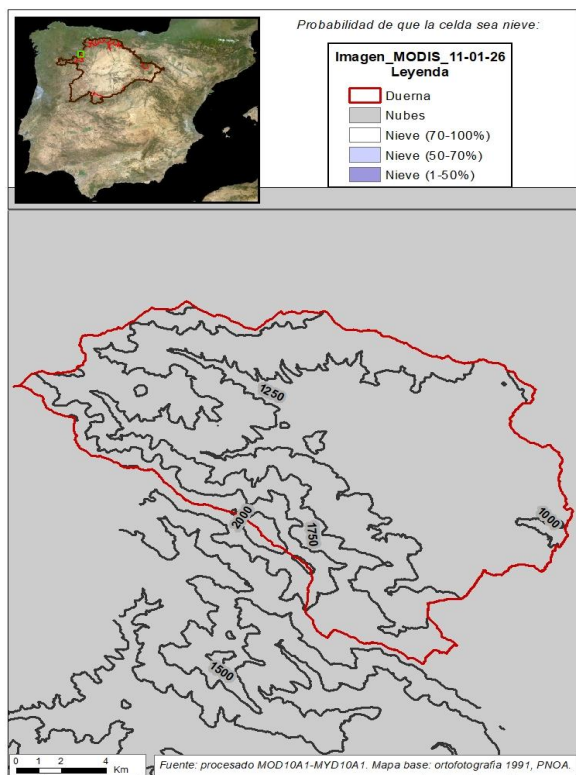 Probabilidad de que la celda sea nieve:
Imagen_MODIS_11-01-26
Leyenda
Duerna
Nubes
Nieve (70-100%)
Nieve (50-70%)
Nieve (1-50%)
1250
2000
1750
1000
1500
0 1 2 4
Km
Fuente: procesado MOD10A1-MYD10A1. Mapa base: ortofotografia 1991, PNOA.